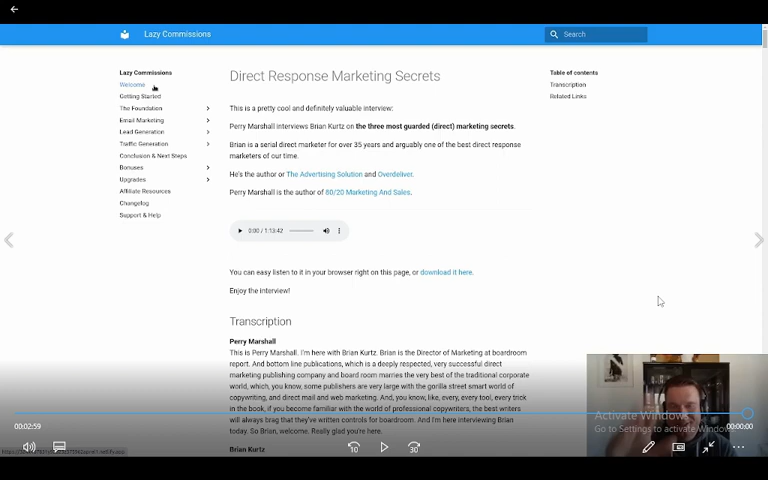 Lazy Commissions
Search
Lazy Commissions
Welcome
Getting Started
The Foundation
Email Marketing
Lead Generation
Traffic Generation
Conclusion & Next Steps
Bonuses
Upgrades
Affiliate Resources
Changelog
Support & Help
Direct Response Marketing Secrets
This is a pretty cool and definitely valuable interview:
Perry Marshall interviews Brian Kurtz on the three most guarded (direct) marketing secrets.
Brian is a serial direct marketer for over 35 years and arguably one of the best direct response
marketers of our time.
He's the author or The Advertising Solution and Overdeliver.
Perry Marshall is the author of 80/20 Marketing And Sales.
0:00 / 1:13:42
You can easy listen to it in your browser right on this page, or download it here.
Enjoy the interview!
Transcription
Perry Marshall
This is Perry Marshall. I'm here with Brian Kurtz. Brian is the Director of Marketing at boardroom
report. And bottom line publications, which is a deeply respected, very successful direct
marketing publishing company and board room marries the very best of the traditional corporate
world, which, you know, some publishers are very large with the gorilla street smart world of
copywriting, and direct mail and web marketing. And, you know, like, every, every tool, every trick
in the book, if you become familiar with the world of professional copywriters, the best writers
will always brag that they've written controls for boardroom. And I'm here interviewing Brian
today. So Brian, welcome. Really glad you're here.
Brian Kurtz
Table of contents
Transcription
Related Links
Activate Windows
Go to Settings to activate Windows.
00:02:59
00:00:00
10
30